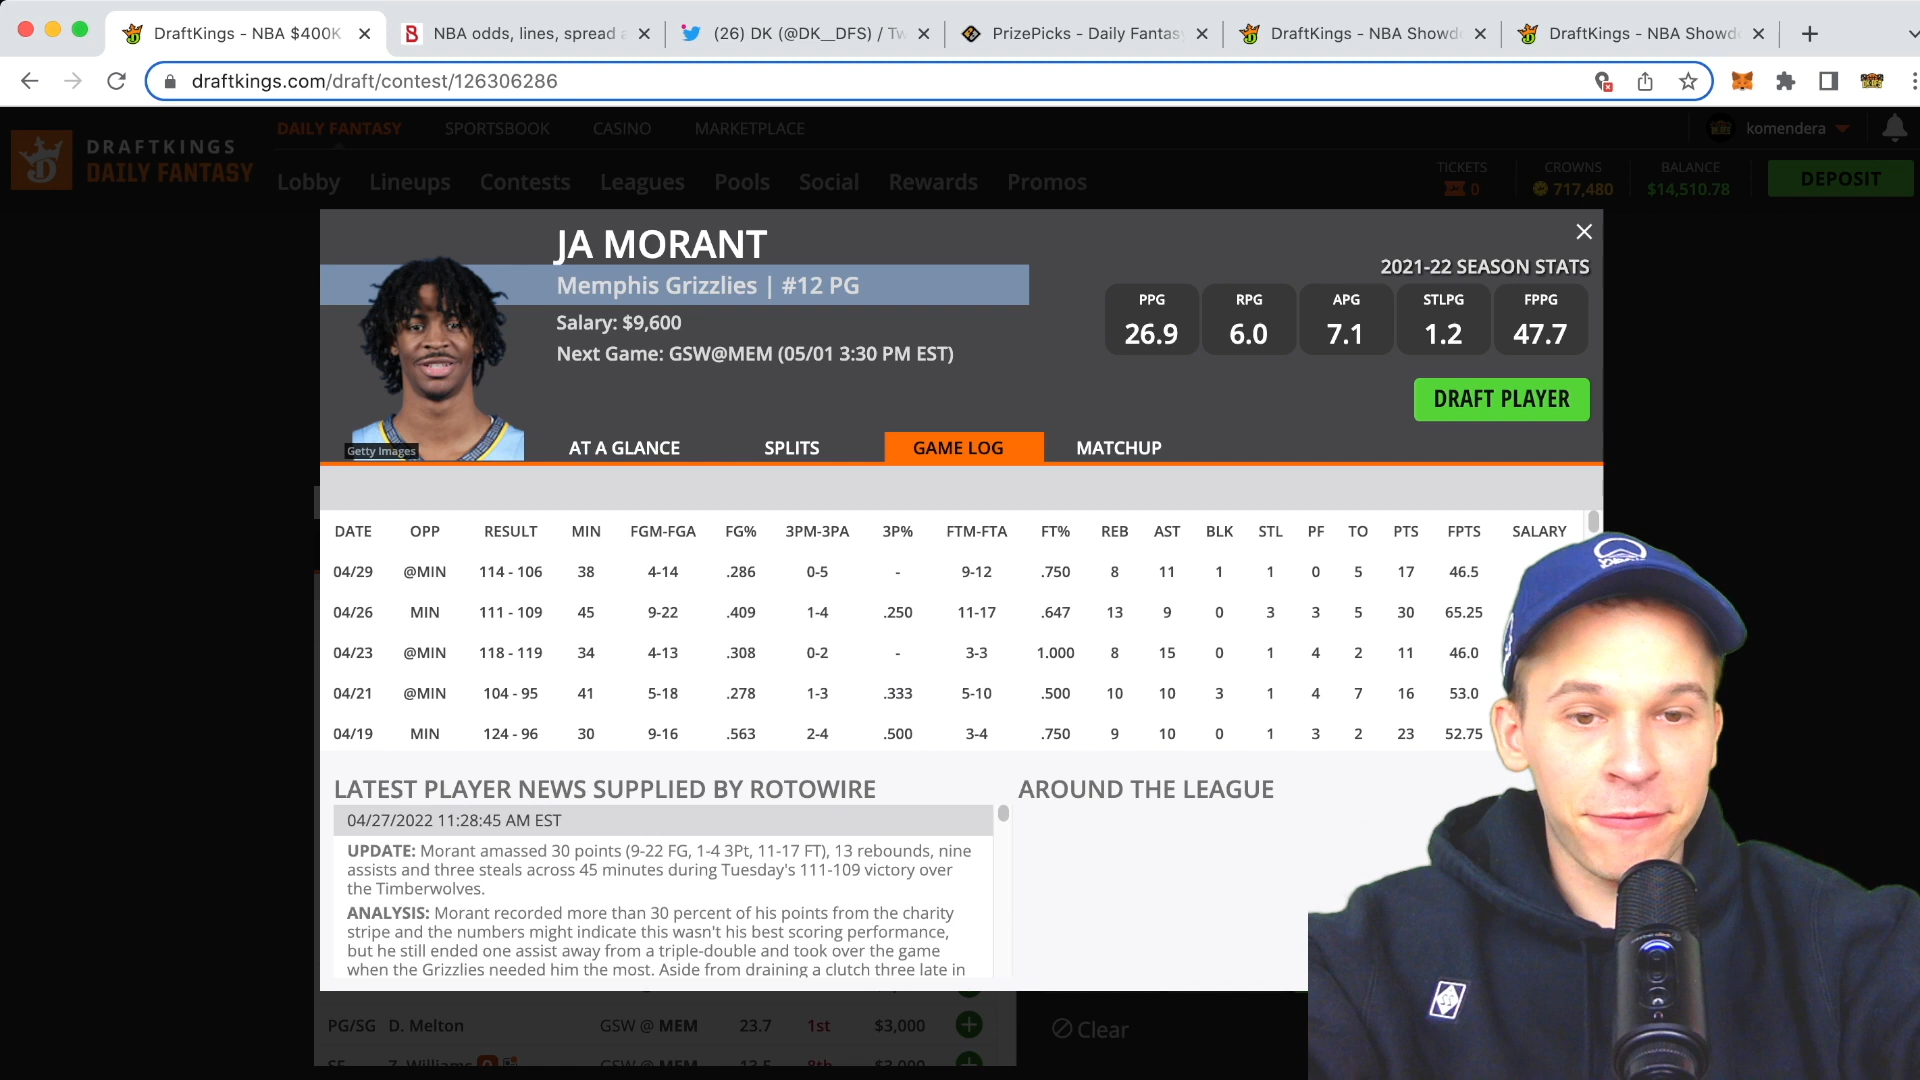 DraftKings - NBA $400K
NBA odds, lines, spread a
(26) DK (@DK__DFS) / Tw
PrizePicks - Daily Fantasy
DraftKings - NBA Showd
DraftKings - NBA Showd
draftkings.com/draft/contest/126306286
DRAFTKINGS
DAILY FANTASY
DAILY FANTASY
SPORTSBOOK
CASINO
MARKETPLACE
komendera
Lobby
Lineups
Contests
Leagues
Pools
Social
Rewards
Promos
TICKETS
0
CROWNS
717,480
BALANCE
$14,510.78
DEPOSIT
JA MORANT
Memphis Grizzlies | #12 PG
Salary: $9,600
Next Game: GSW@MEM (05/01 3:30 PM EST)
2021-22 SEASON STATS
PPG RPG APG STLPG FPPG
26.9 6.0 7.1 1.2 47.7
DRAFT PLAYER
Getty Images
AT A GLANCE SPLITS GAME LOG MATCHUP
DATE OPP RESULT MIN FGM-FGA FG% 3PM-3PA 3P% FTM-FTA FT% REB AST BLK STL PF TO PTS FPTS SALARY
04/29 @MIN 114 - 106 38 4-14 .286 0-5 - 9-12 .750 8 11 1 1 0 5 17 46.5
04/26 MIN 111 - 109 45 9-22 .409 1-4 .250 11-17 .647 13 9 0 3 3 5 30 65.25
04/23 @MIN 118 - 119 34 4-13 .308 0-2 - 3-3 1.000 8 15 0 1 4 2 11 46.0
04/21 @MIN 104 - 95 41 5-18 .278 1-3 .333 5-10 .500 10 10 3 1 4 7 16 53.0
04/19 MIN 124 - 96 30 9-16 .563 2-4 .500 3-4 .750 9 10 0 1 3 2 23 52.75
LATEST PLAYER NEWS SUPPLIED BY ROTOWIRE
AROUND THE LEAGUE
04/27/2022 11:28:45 AM EST
UPDATE: Morant amassed 30 points (9-22 FG, 1-4 3Pt, 11-17 FT), 13 rebounds, nine
assists and three steals across 45 minutes during Tuesday's 111-109 victory over
the Timberwolves.
ANALYSIS: Morant recorded more than 30 percent of his points from the charity
stripe and the numbers might indicate this wasn't his best scoring performance,
but he still ended one assist away from a triple-double and took over the game
when the Grizzlies needed him the most. Aside from draining a clutch three late in
PG/SG D. Melton GSW @ MEM 23.7 1st $3,000
Clear
SF Z. Williams O GSW @ MEM 13.5 8th $3,000